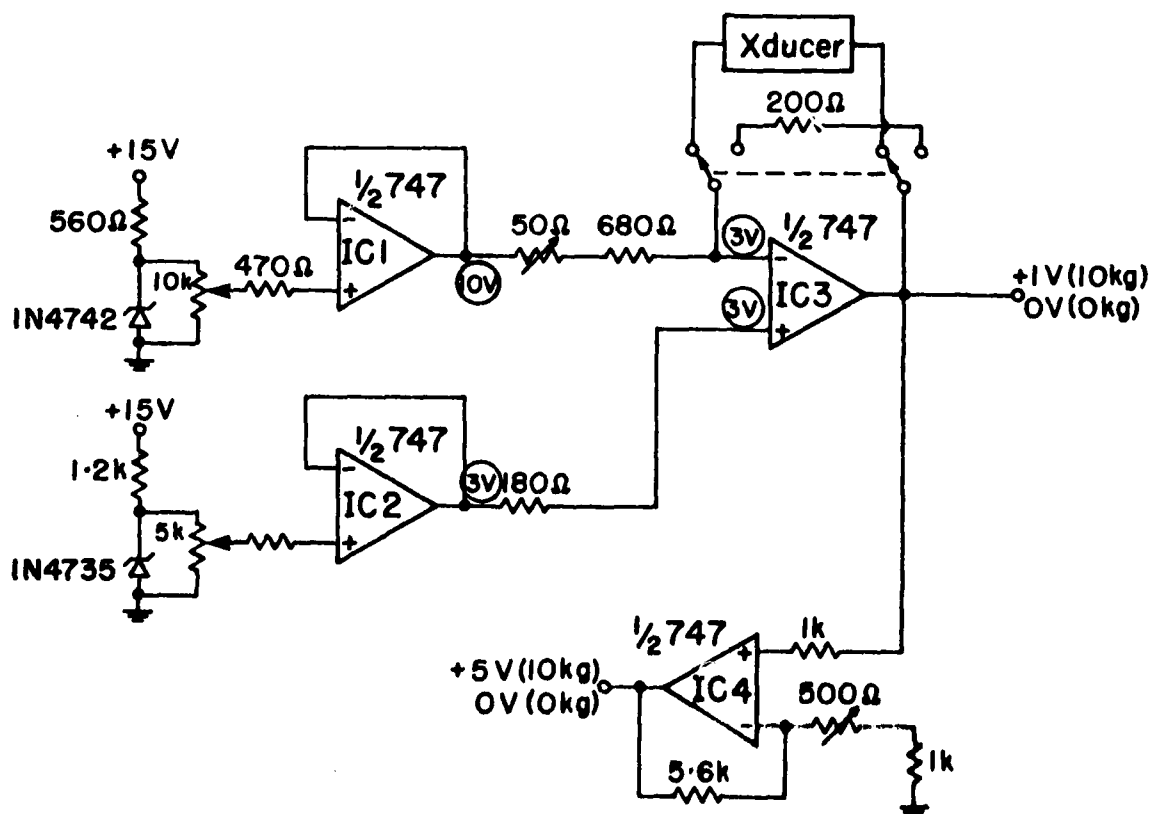 Xducer
200Ω
+15V
560Ω
1/2 747
50Ω
680Ω
3V
1/2 747
10k
470Ω
- IC1 +
10V
- IC3 +
+1V(10kg)
0V(0kg)
1N4742
3V
+15V
1.2k
1/2 747
3V
180Ω
5k
- IC2 +
1N4735
1/2 747
1k
+5V(10kg)
0V(0kg)
+ IC4 -
500Ω
5.6k
1k